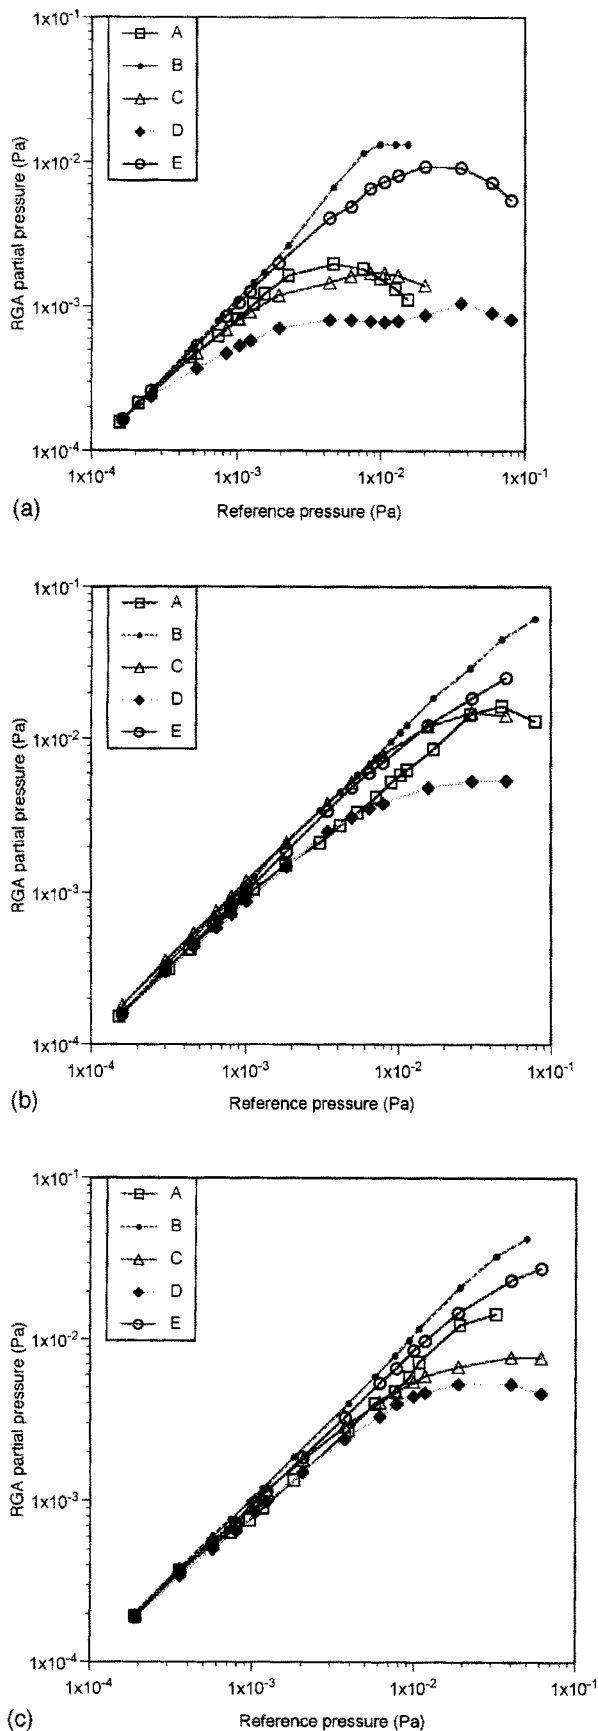 1x10⁻¹
A
B
C
D
E
1x10⁻²
RGA partial pressure (Pa)
1x10⁻³
1x10⁻⁴
1x10⁻⁴ 1x10⁻³ 1x10⁻² 1x10⁻¹
(a)
Reference pressure (Pa)
1x10⁻¹
A
B
C
D
E
1x10⁻²
RGA partial pressure (Pa)
1x10⁻³
1x10⁻⁴
1x10⁻⁴ 1x10⁻³ 1x10⁻² 1x10⁻¹
(b)
Reference pressure (Pa)
1x10⁻¹
A
B
C
D
E
1x10⁻²
RGA partial pressure (Pa)
1x10⁻³
1x10⁻⁴
1x10⁻⁴ 1x10⁻³ 1x10⁻² 1x10⁻¹
(c)
Reference pressure (Pa)